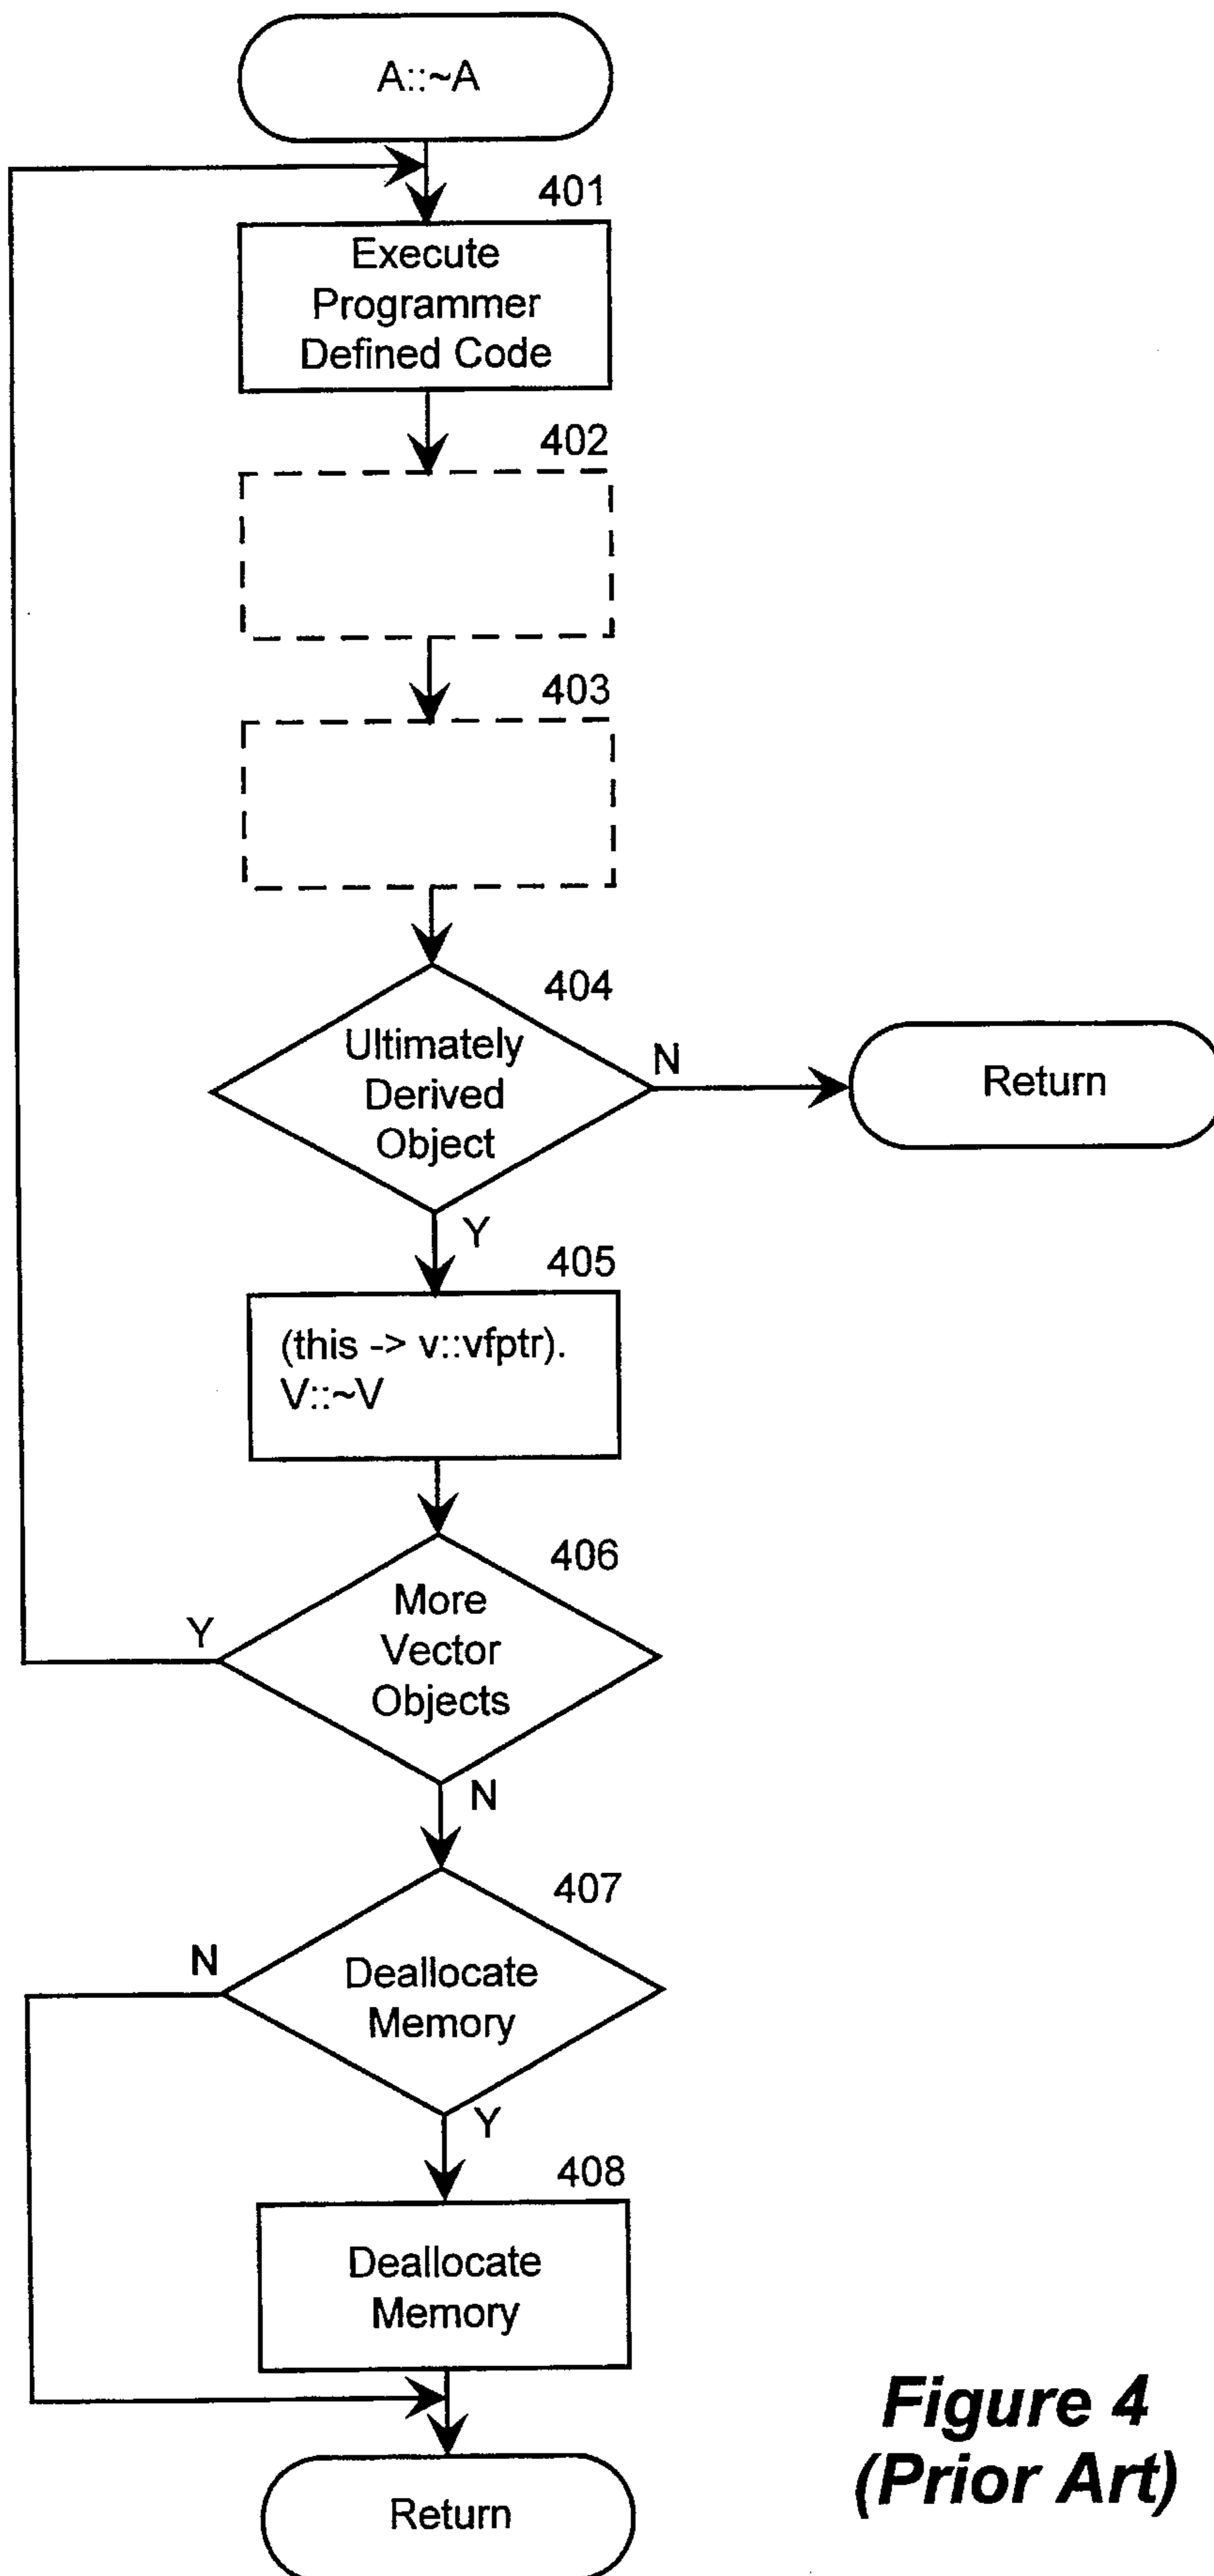 A::~A
401
Execute
Programmer
Defined Code
402
403
404
Ultimately
Derived
Object
N
Return
Y
405
(this -> v::vfptr).
V::~V
406
More
Vector
Objects
Y
N
407
N
Deallocate
Memory
Y
408
Deallocate
Memory
Return
Figure 4
(Prior Art)